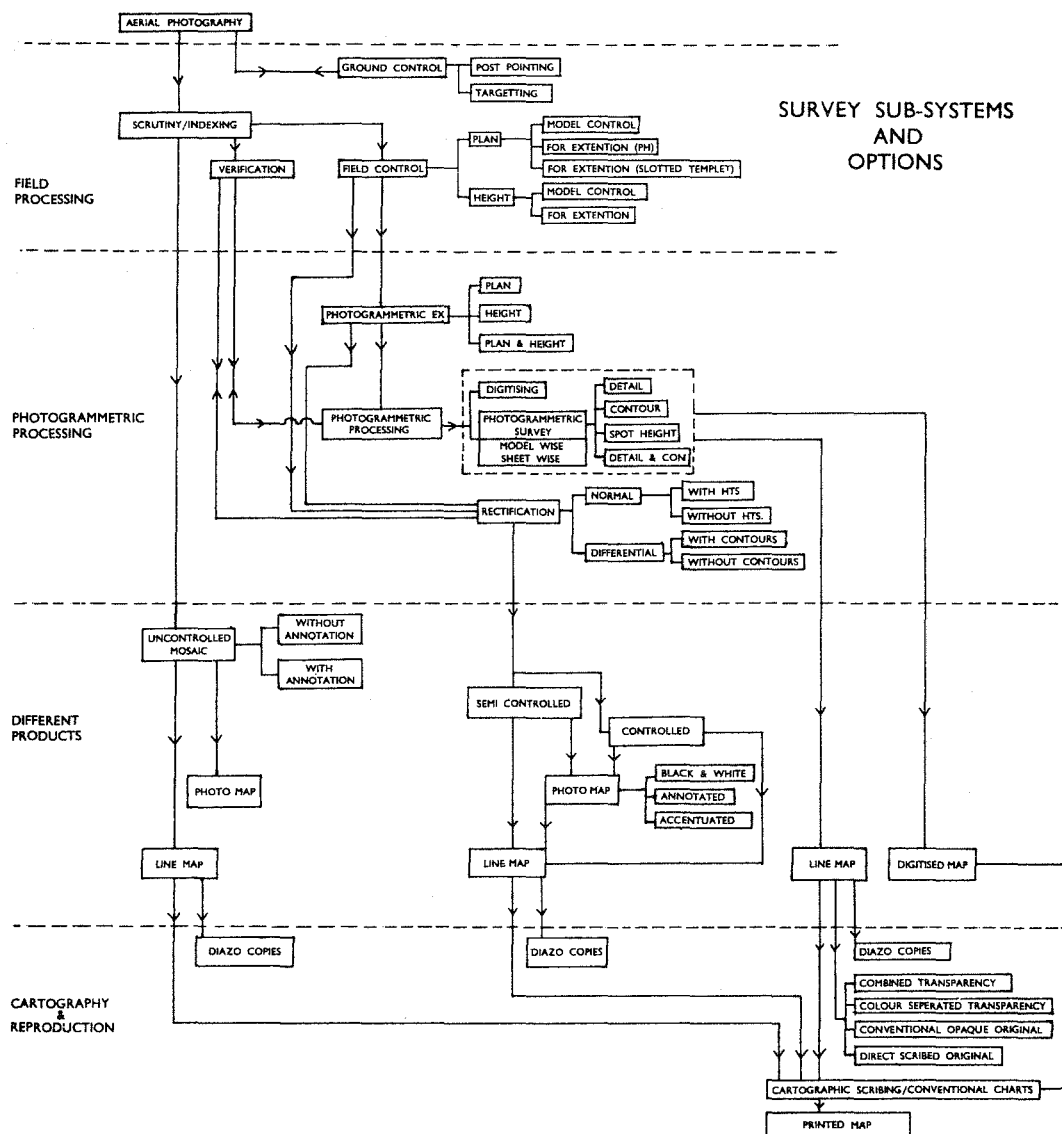 AERIAL PHOTOGRAPHY
GROUND CONTROL
POST POINTING
TARGETTING
SURVEY SUB-SYSTEMS
AND
OPTIONS
SCRUTINY/INDEXING
VERIFICATION
FIELD CONTROL
PLAN
MODEL CONTROL
FOR EXTENTION (PH)
FOR EXTENTION (SLOTTED TEMPLET)
HEIGHT
MODEL CONTROL
FOR EXTENTION
FIELD
PROCESSING
PHOTOGRAMMETRIC EX
PLAN
HEIGHT
PLAN & HEIGHT
PHOTOGRAMMETRIC
PROCESSING
PHOTOGRAMMETRIC
PROCESSING
DIGITISING
PHOTOGRAMMETRIC
SURVEY
MODEL WISE
SHEET WISE
DETAIL
CONTOUR
SPOT HEIGHT
DETAIL & CON
RECTIFICATION
NORMAL
WITH HTS
WITHOUT HTS.
DIFFERENTIAL
WITH CONTOURS
WITHOUT CONTOURS
UNCONTROLLED
MOSAIC
WITHOUT
ANNOTATION
WITH
ANNOTATION
DIFFERENT
PRODUCTS
SEMI CONTROLLED
CONTROLLED
PHOTO MAP
PHOTO MAP
BLACK & WHITE
ANNOTATED
ACCENTUATED
LINE MAP
LINE MAP
LINE MAP
DIGITISED MAP
DIAZO COPIES
DIAZO COPIES
DIAZO COPIES
CARTOGRAPHY
&
REPRODUCTION
COMBINED TRANSPARENCY
COLOUR SEPERATED TRANSPARENCY
CONVENTIONAL OPAQUE ORIGINAL
DIRECT SCRIBED ORIGINAL
CARTOGRAPHIC SCRIBING/CONVENTIONAL CHARTS
PRINTED MAP